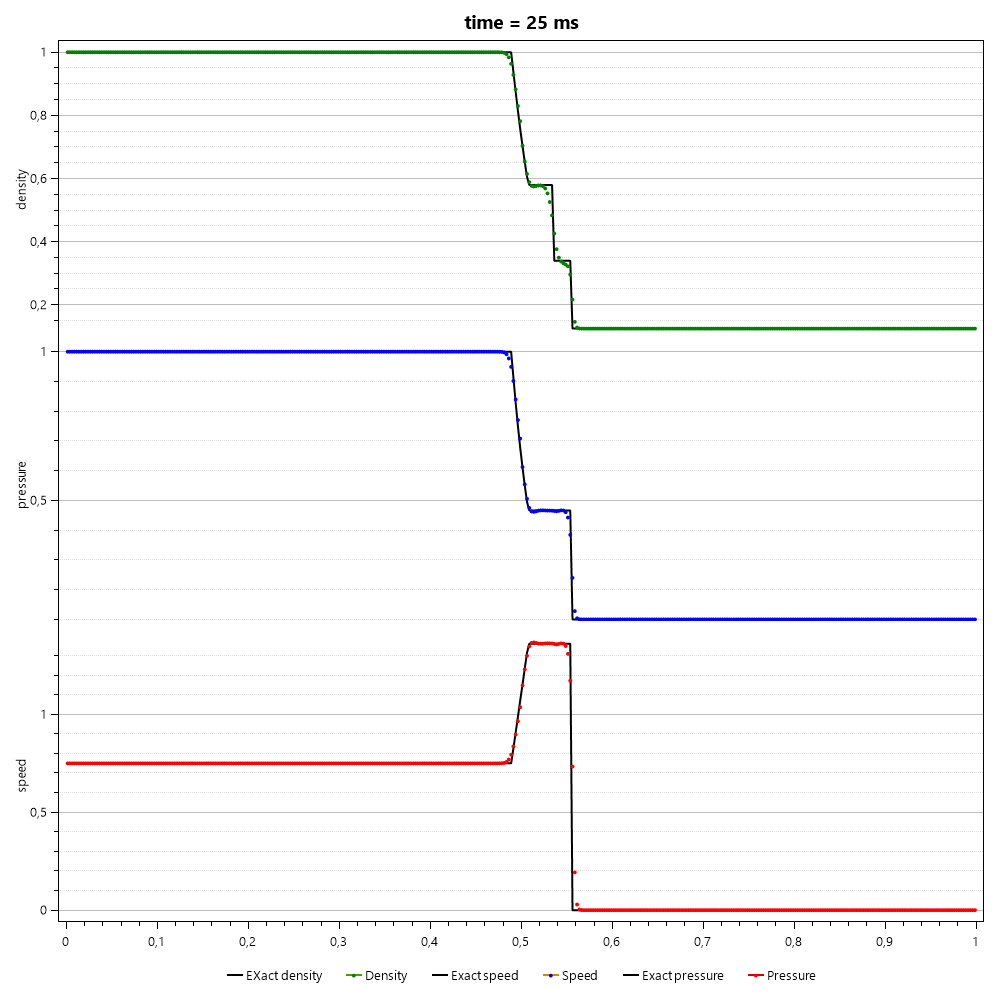 time = 25 ms
1
0,8
0,6
0,4
0,2
density
1
0,5
pressure
1
0,5
0
speed
0 0,1 0,2 0,3 0,4 0,5 0,6 0,7 0,8 0,9 1
EXact density Density Exact speed Speed Exact pressure Pressure